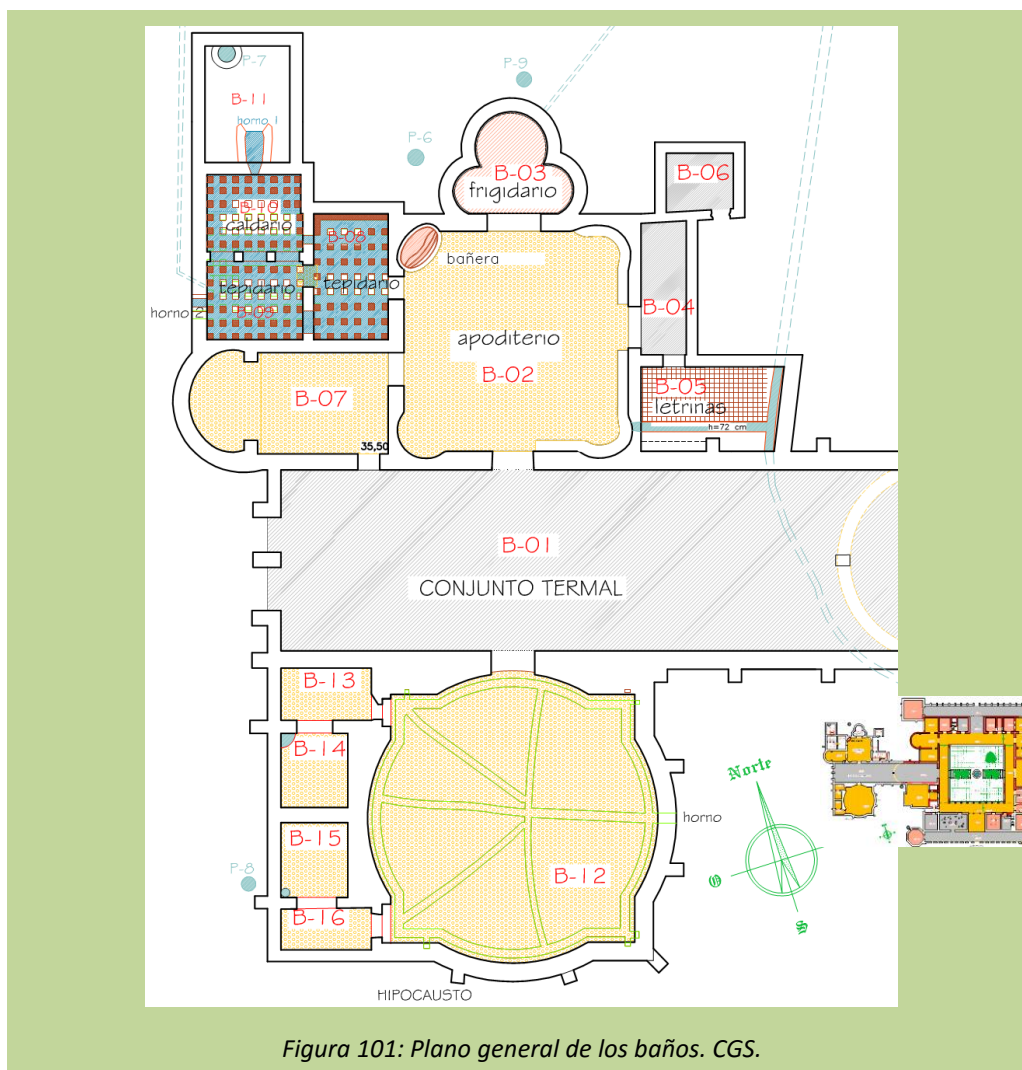 P-7
P-9
B-11
horno 1
P-6
B-03
frigidario
B-06
B-10
caldario
B-08
bañera
tepidario
tepidario
B-04
horno 2
B-09
apoditerio
B-02
B-07
B-05
letrinas
h=72 cm
35,50
B-01
CONJUNTO TERMAL
B-13
B-14
Norte
B-15
horno
P-8
B-12
O
B-16
S
HIPOCAUSTO
Figura 101: Plano general de los baños. CGS.